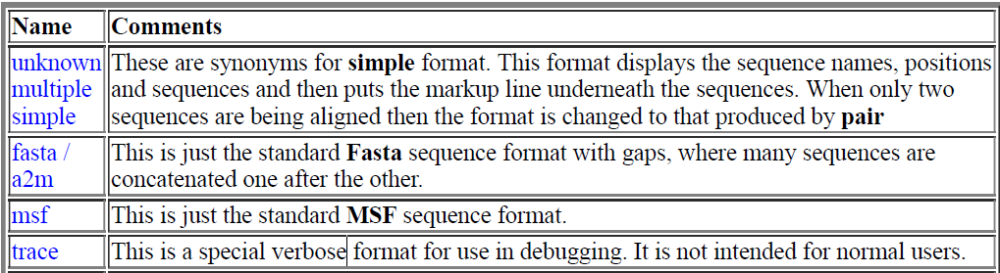 Name Comments
unknown These are synonyms for simple format. This format displays the sequence names, positions
multiple and sequences and then puts the markup line underneath the sequences. When only two
simple sequences are being aligned then the format is changed to that produced by pair
fasta / This is just the standard Fasta sequence format with gaps, where many sequences are
a2m concatenated one after the other.
msf This is just the standard MSF sequence format.
trace This is a special verbose format for use in debugging. It is not intended for normal users.